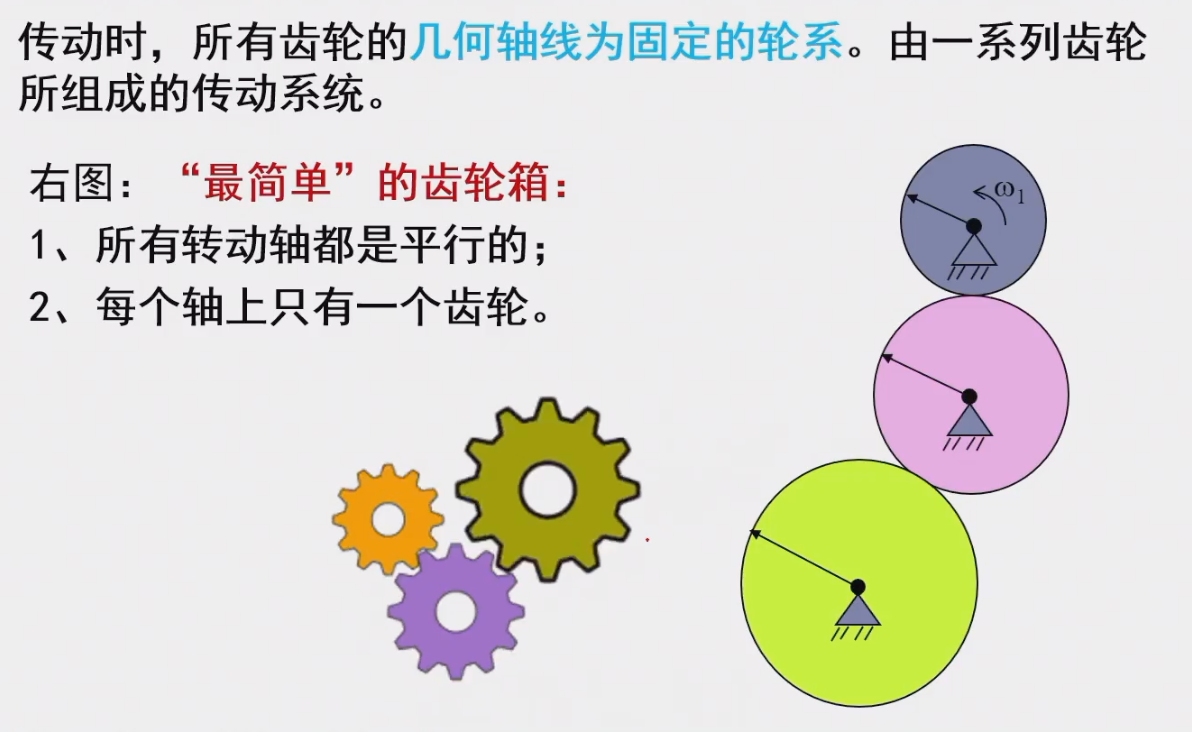 传动时，所有齿轮的几何轴线为固定的轮系。由一系列齿轮
所组成的传动系统。
右图：“最简单”的齿轮箱：
1、所有转动轴都是平行的；
2、每个轴上只有一个齿轮。
ω₁